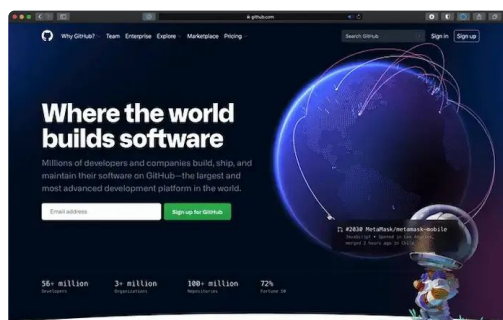 github.com
Why GitHub? Team Enterprise Explore Marketplace Pricing
Search GitHub
Sign in Sign up
Where the world
builds software
Millions of developers and companies build, ship, and
maintain their software on GitHub—the largest and
most advanced development platform in the world.
Email address
Sign up for GitHub
#2030 MetaMask/metamask-mobile
56+ million 3+ million 100+ million 72%
Developers Organizations Repositories Fortune 50